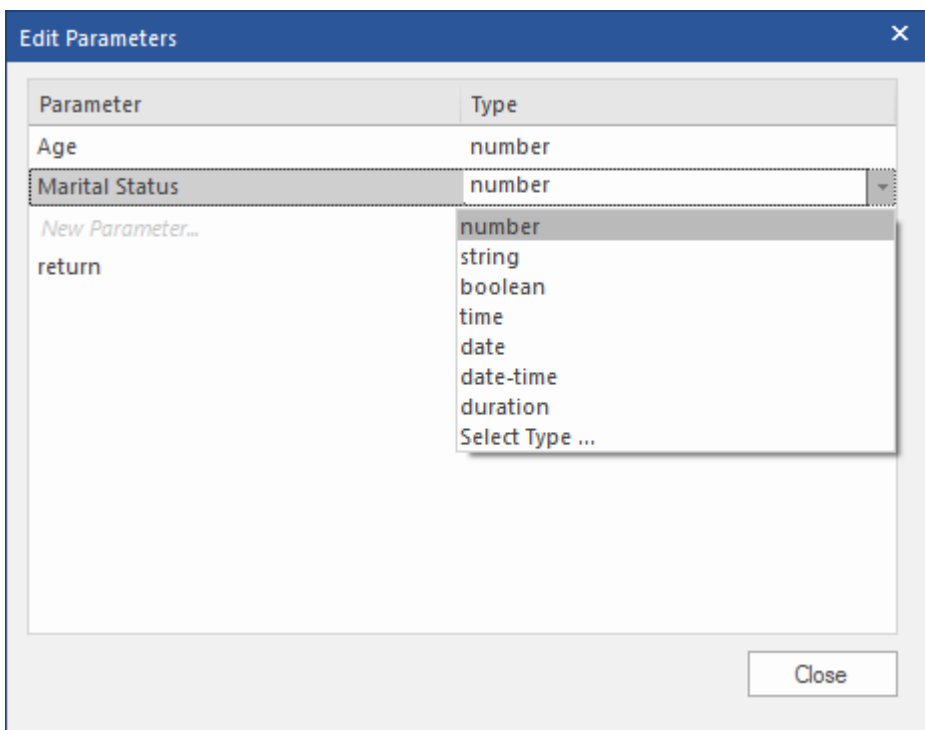 Edit Parameters
Parameter Type
Age number
Marital Status number
New Parameter... number
return string
boolean
time
date
date-time
duration
Select Type ...
Close